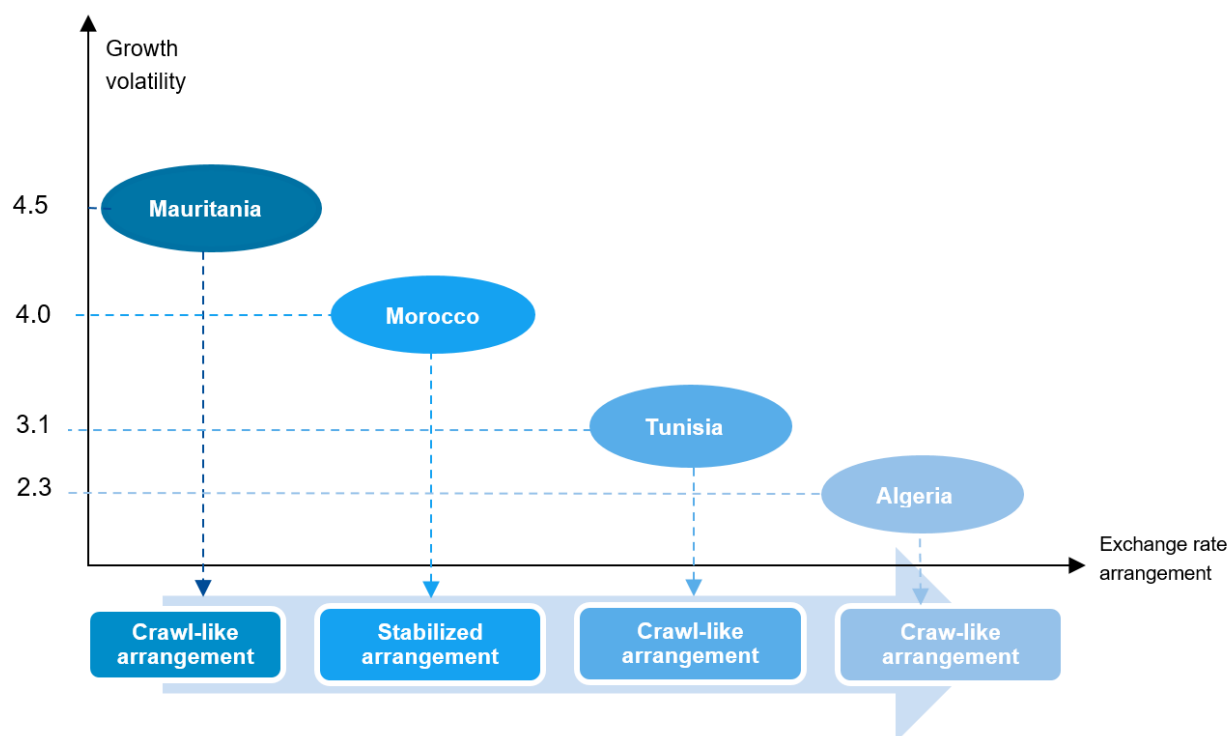 Growth
volatility
4.5
Mauritania
4.0
Morocco
3.1
Tunisia
2.3
Algeria
Exchange rate
arrangement
Crawl-like
arrangement
Stabilized
arrangement
Crawl-like
arrangement
Craw-like
arrangement